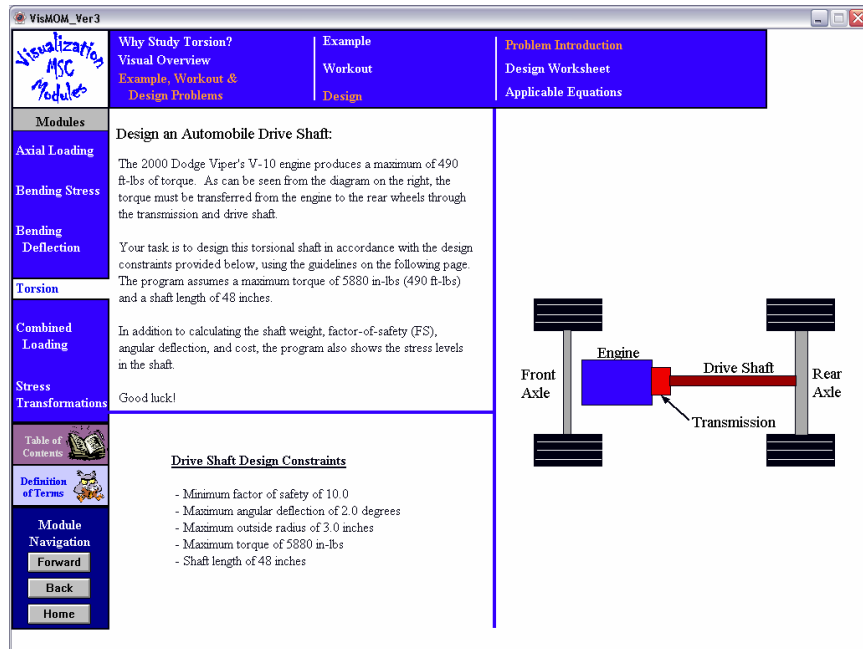 VisMOM_Ver3
Visualization
MSC
Modules
Why Study Torsion?
Visual Overview
Example, Workout &
Design Problems
Example
Workout
Design
Problem Introduction
Design Worksheet
Applicable Equations
Modules
Axial Loading
Bending Stress
Bending
Deflection
Torsion
Combined
Loading
Stress
Transformations
Table of
Contents
Definition
of Terms
Module
Navigation
Forward
Back
Home
Design an Automobile Drive Shaft:
The 2000 Dodge Viper's V-10 engine produces a maximum of 490
ft-lbs of torque. As can be seen from the diagram on the right, the
torque must be transferred from the engine to the rear wheels through
the transmission and drive shaft.
Your task is to design this torsional shaft in accordance with the design
constraints provided below, using the guidelines on the following page.
The program assumes a maximum torque of 5880 in-lbs (490 ft-lbs)
and a shaft length of 48 inches.
In addition to calculating the shaft weight, factor-of-safety (FS),
angular deflection, and cost, the program also shows the stress levels
in the shaft.
Good luck!
Drive Shaft Design Constraints
- Minimum factor of safety of 10.0
- Maximum angular deflection of 2.0 degrees
- Maximum outside radius of 3.0 inches
- Maximum torque of 5880 in-lbs
- Shaft length of 48 inches
Engine
Front
Axle
Drive Shaft
Rear
Axle
Transmission